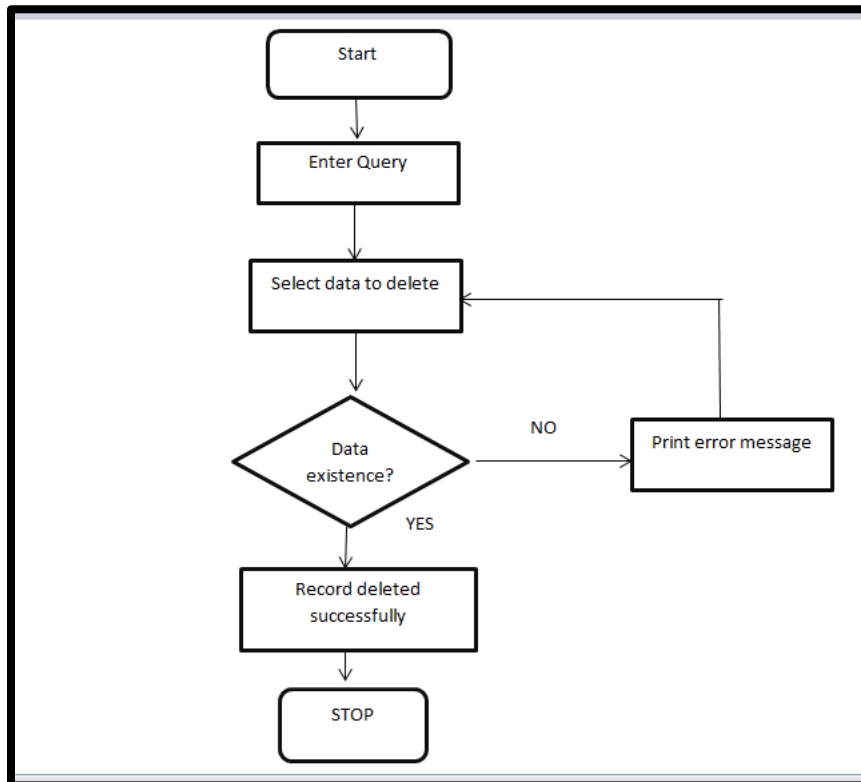 Start
Enter Query
Select data to delete
Data
existence?
NO
Print error message
YES
Record deleted
successfully
STOP